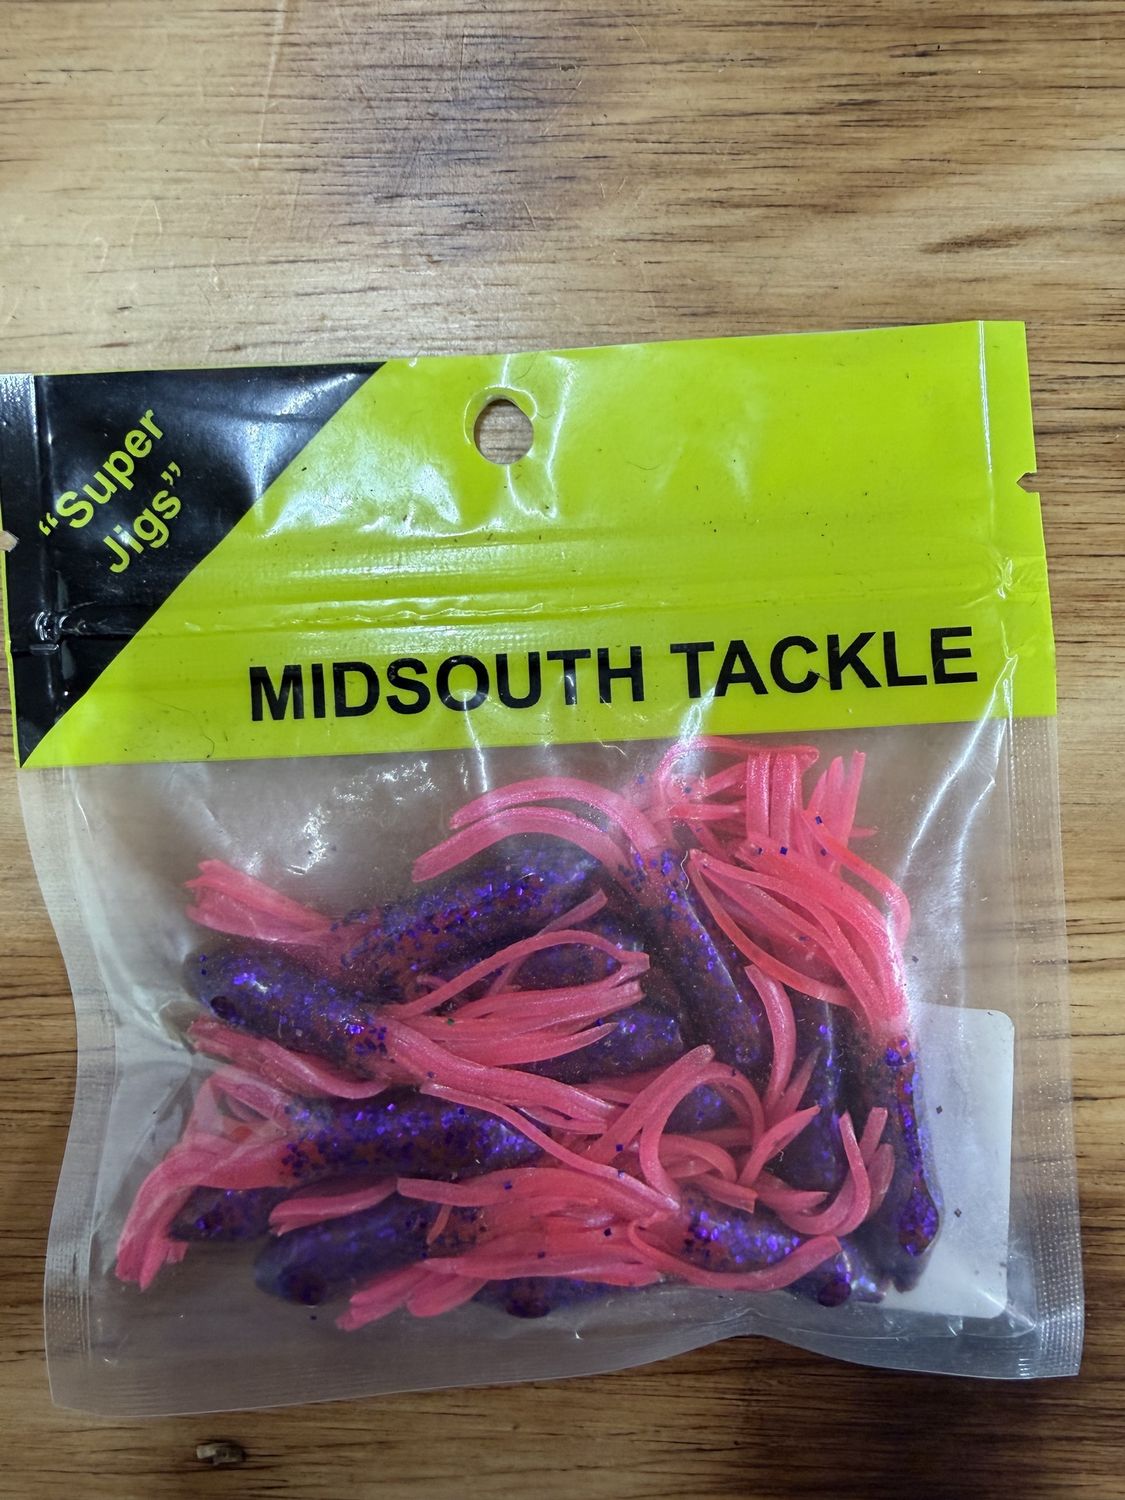 “Super
Jigs”
MIDSOUTH TACKLE